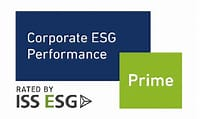 Corporate ESG
Performance
Prime
RATED BY
ISS ESG